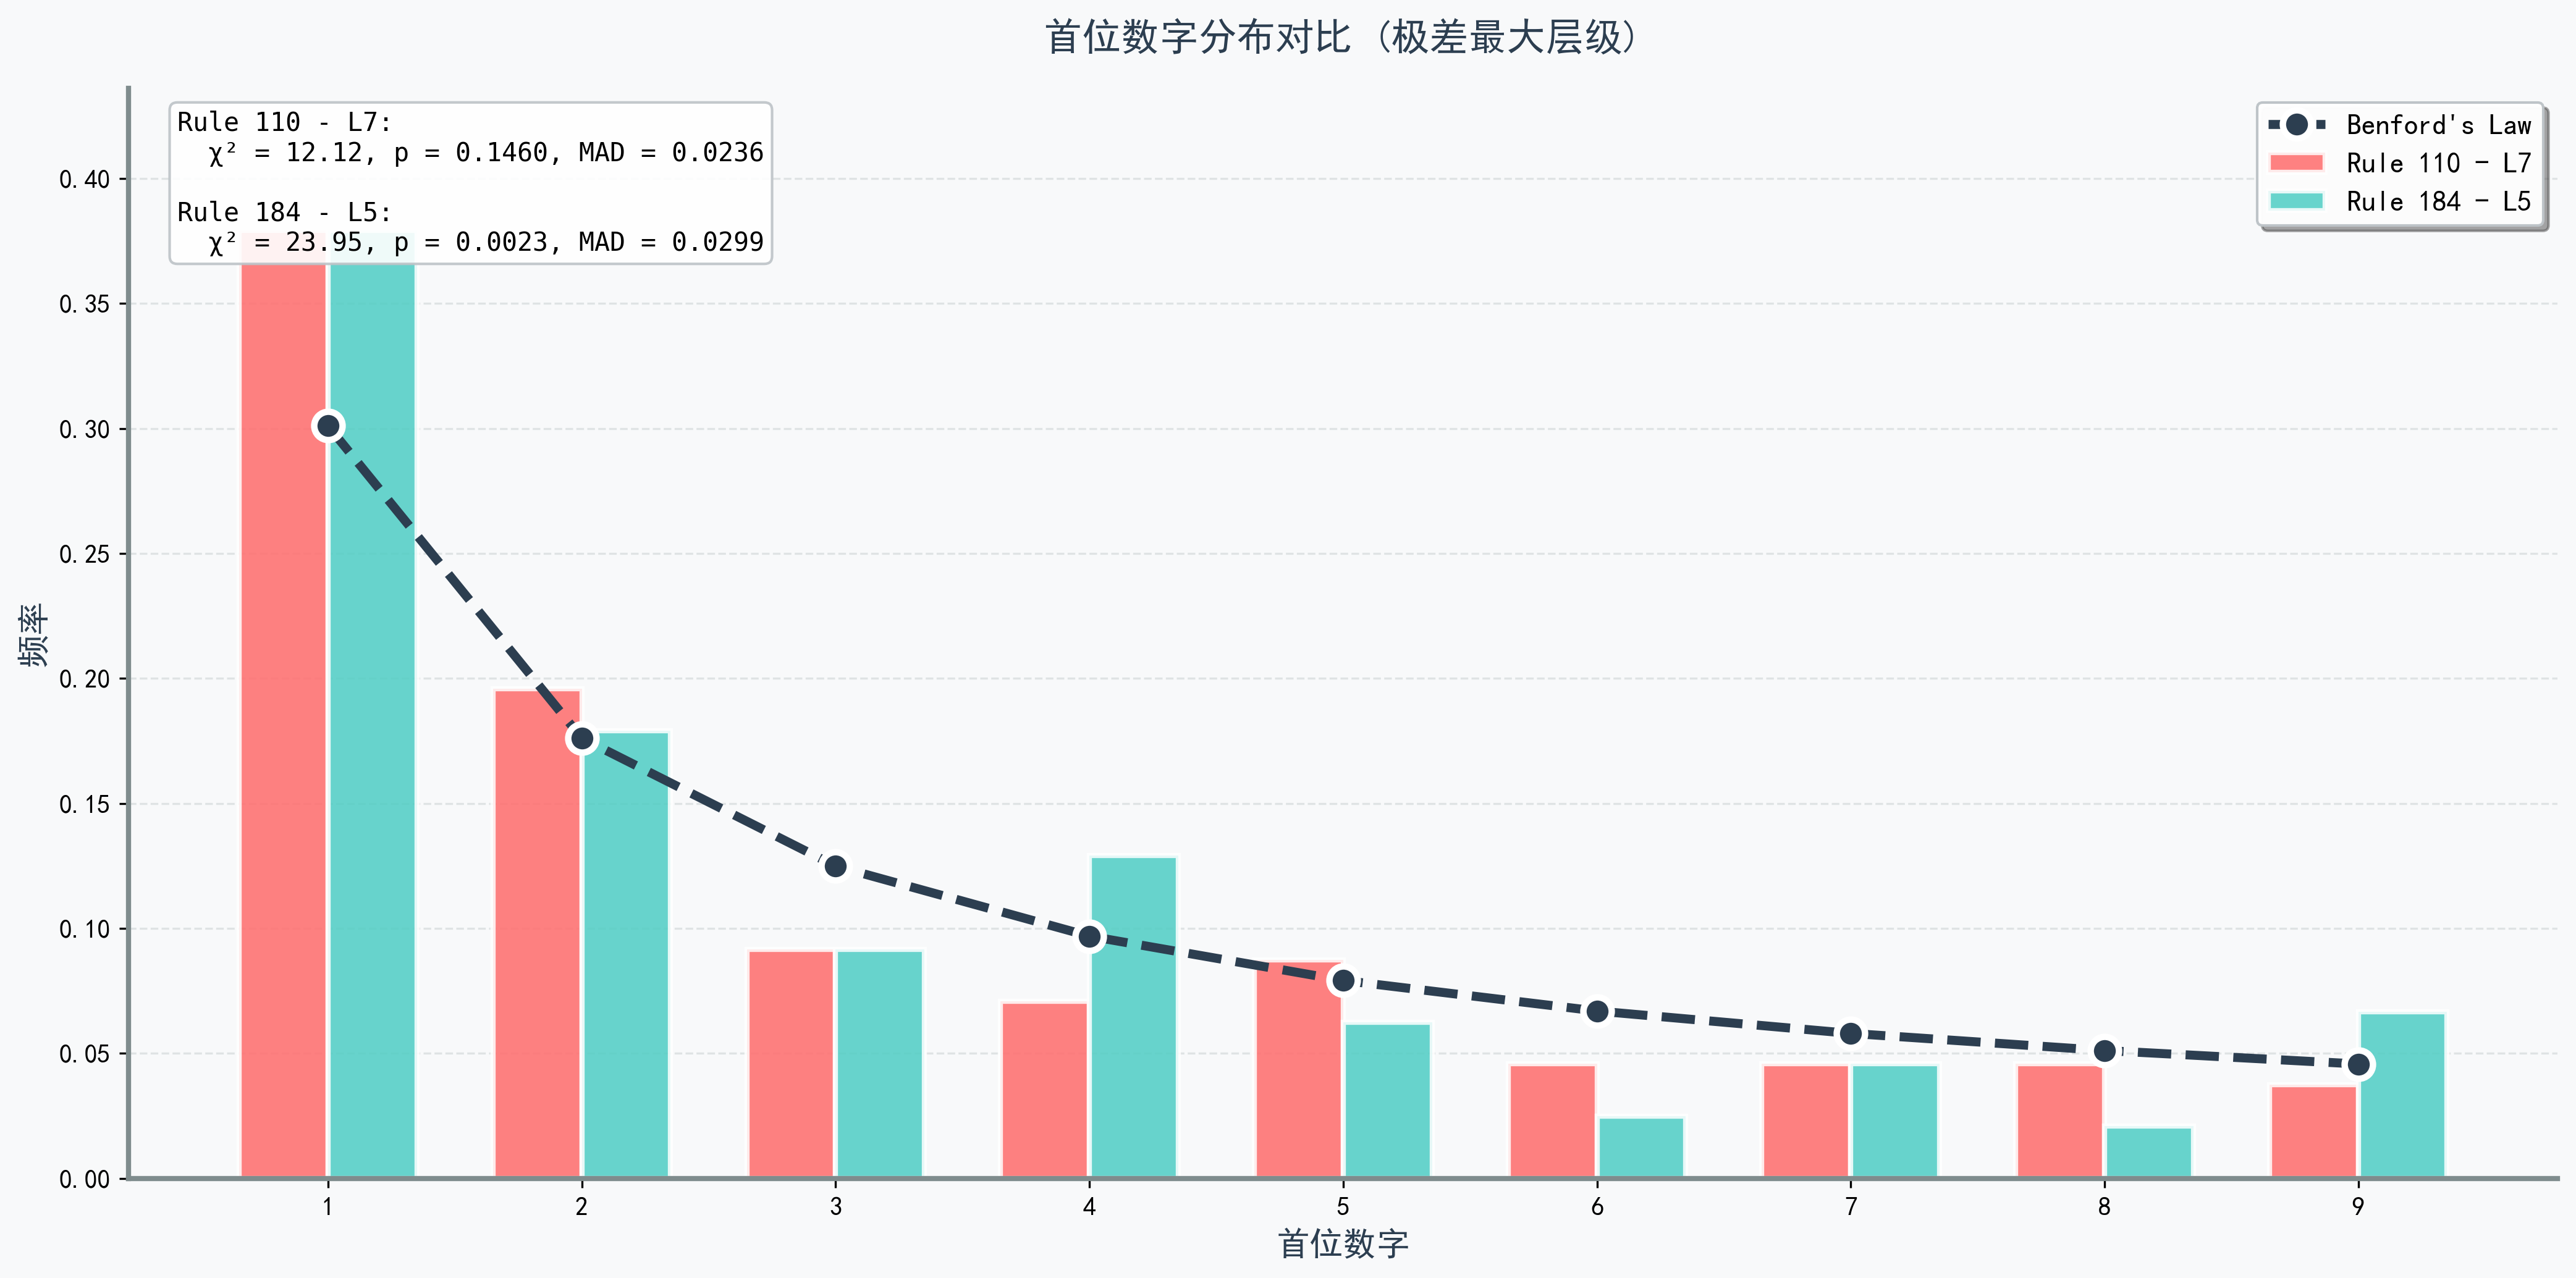 首位数字分布对比（极差最大层级）
Rule 110 - L7:
χ² = 12.12, p = 0.1460, MAD = 0.0236
Rule 184 - L5:
χ² = 23.95, p = 0.0023, MAD = 0.0299
Benford's Law
Rule 110 - L7
Rule 184 - L5
频率
0.40
0.35
0.30
0.25
0.20
0.15
0.10
0.05
0.00
1 2 3 4 5 6 7 8 9
首位数字